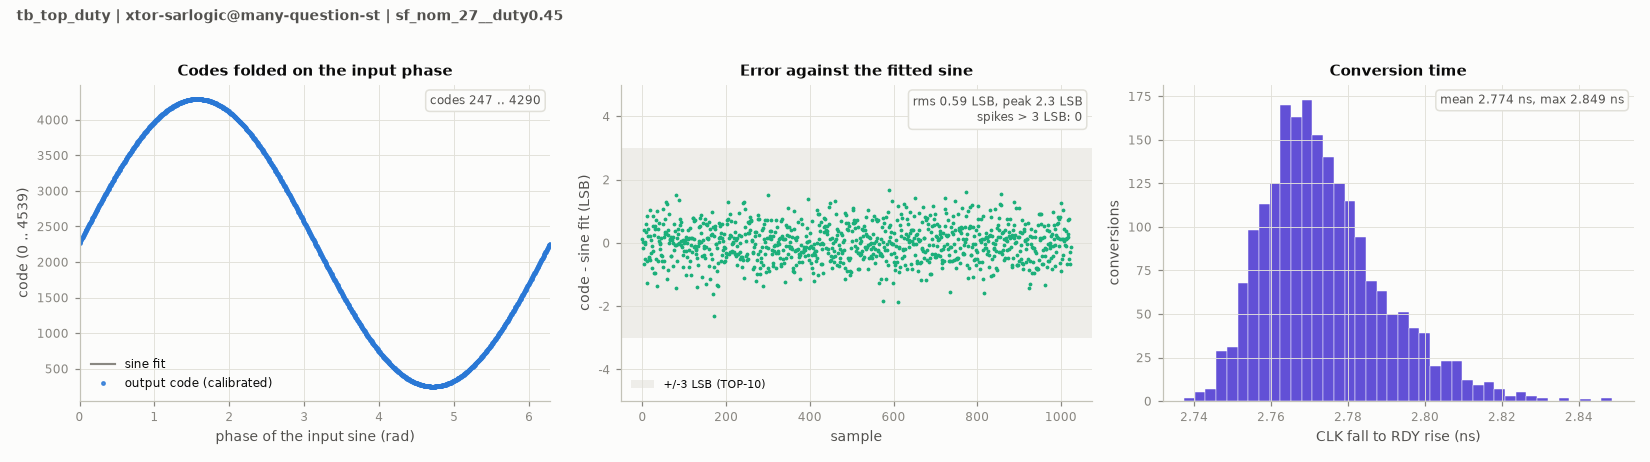 tb_top_duty | xtor-sarlogic@many-question-st | sf_nom_27__duty0.45
Codes folded on the input phase
codes 247 .. 4290
code (0 .. 4539)
4000
3500
3000
2500
2000
1500
1000
500
sine fit
output code (calibrated)
0 1 2 3 4 5 6
phase of the input sine (rad)
Error against the fitted sine
rms 0.59 LSB, peak 2.3 LSB
spikes > 3 LSB: 0
code - sine fit (LSB)
4
2
0
-2
-4
+/-3 LSB (TOP-10)
0 200 400 600 800 1000
sample
Conversion time
mean 2.774 ns, max 2.849 ns
conversions
175
150
125
100
75
50
25
0
2.74 2.76 2.78 2.80 2.82 2.84
CLK fall to RDY rise (ns)